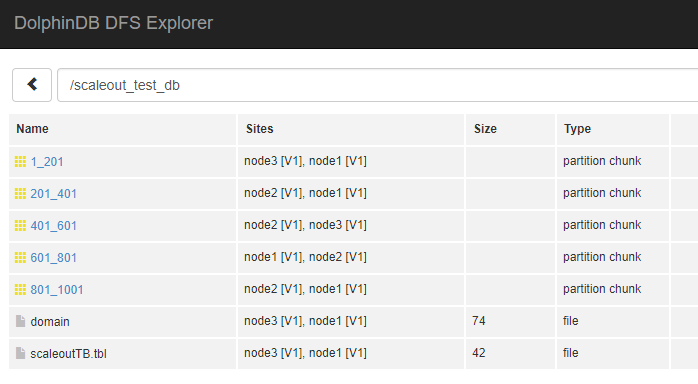 DolphinDB DFS Explorer
/scaleout_test_db
Name Sites Size Type
1_201 node3 [V1], node1 [V1] partition chunk
201_401 node2 [V1], node1 [V1] partition chunk
401_601 node2 [V1], node3 [V1] partition chunk
601_801 node1 [V1], node2 [V1] partition chunk
801_1001 node2 [V1], node1 [V1] partition chunk
domain node3 [V1], node1 [V1] 74 file
scaleoutTB.tbl node3 [V1], node1 [V1] 42 file